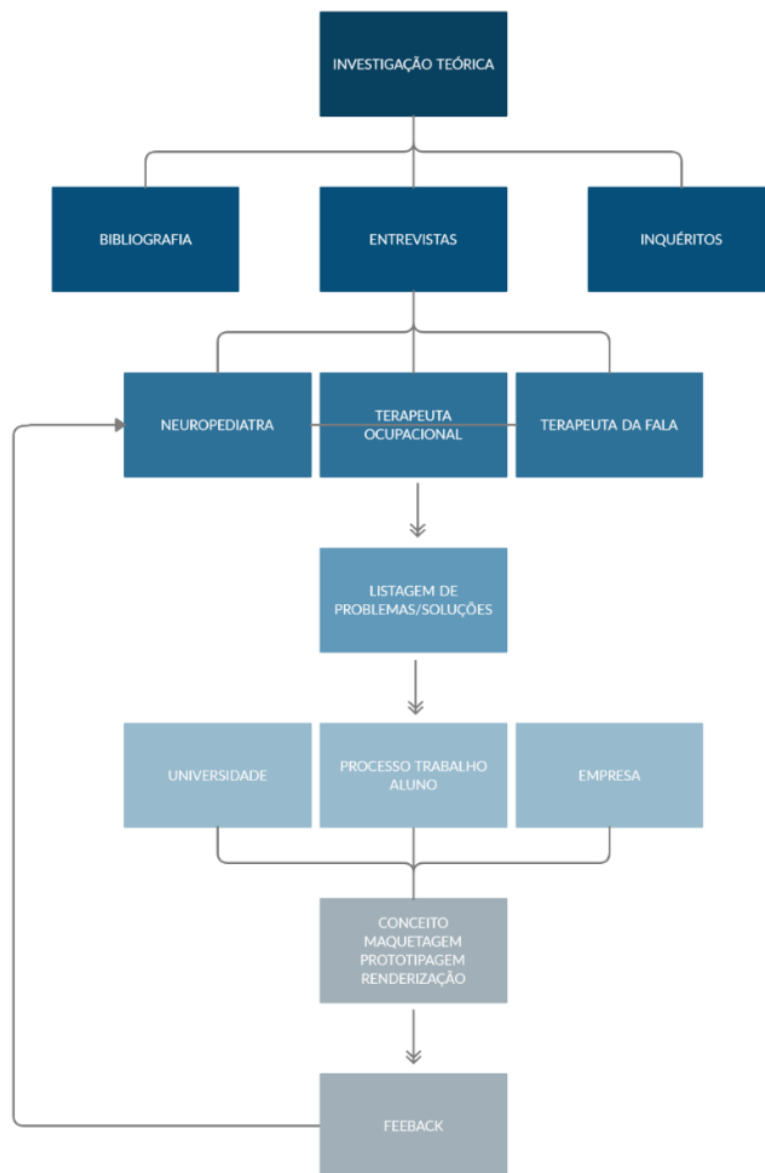 INVESTIGAÇÃO TEÓRICA
BIBLIOGRAFIA
ENTREVISTAS
INQUÉRITOS
NEUROPEDIATRA
TERAPEUTA
OCUPACIONAL
TERAPEUTA DA FALA
LISTAGEM DE
PROBLEMAS/SOLUÇÕES
UNIVERSIDADE
PROCESSO TRABALHO
ALUNO
EMPRESA
CONCEITO
MAQUETAGEM
PROTOTIPAGEM
RENDERIZAÇÃO
FEEBACK